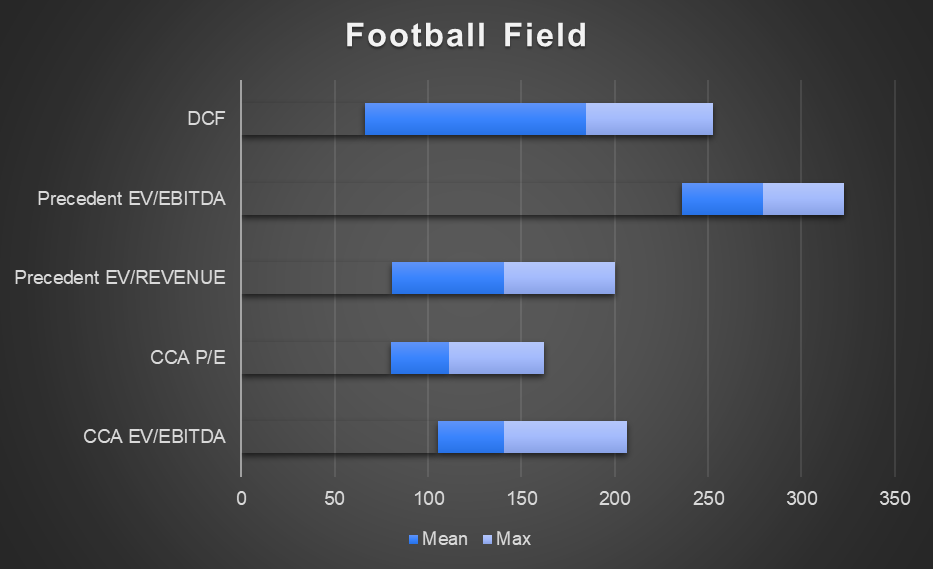 Football Field
DCF
Precedent EV/EBITDA
Precedent EV/REVENUE
CCA P/E
CCA EV/EBITDA
0 50 100 150 200 250 300 350
Mean Max